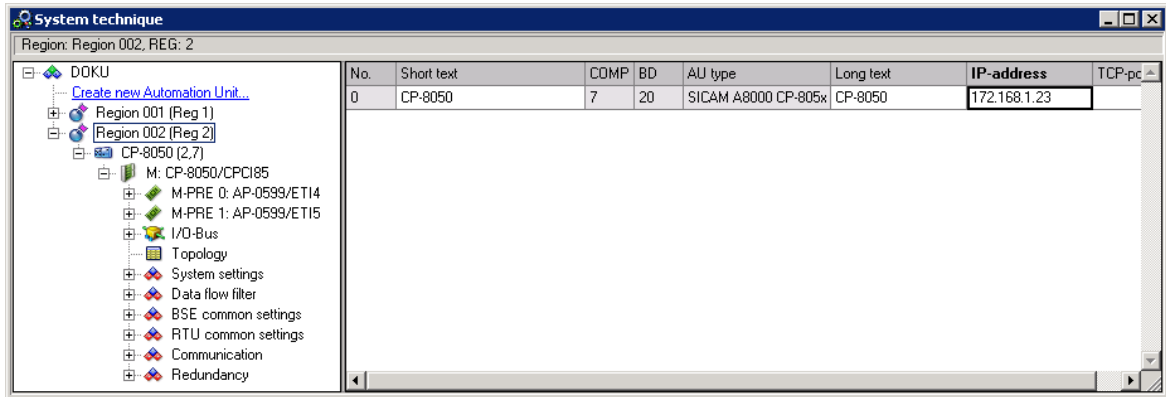 System technique
Region: Region 002, REG: 2
DOKU
Create new Automation Unit...
Region 001 (Reg 1)
Region 002 (Reg 2)
CP-8050 (2,7)
M: CP-8050/CPCI85
M-PRE 0: AP-0599/ETI4
M-PRE 1: AP-0599/ETI5
I/O-Bus
Topology
System settings
Data flow filter
BSE common settings
RTU common settings
Communication
Redundancy
No. Short text COMP BD AU type Long text IP-address TCP-po
0 CP-8050 7 20 SICAM A8000 CP-805x CP-8050 172.168.1.23